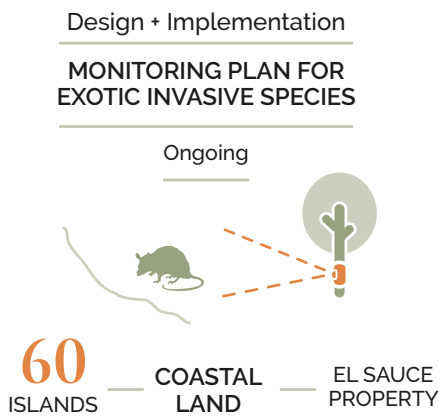 Design + Implementation
MONITORING PLAN FOR
EXOTIC INVASIVE SPECIES
Ongoing
60
ISLANDS
COASTAL
LAND
EL SAUCE
PROPERTY